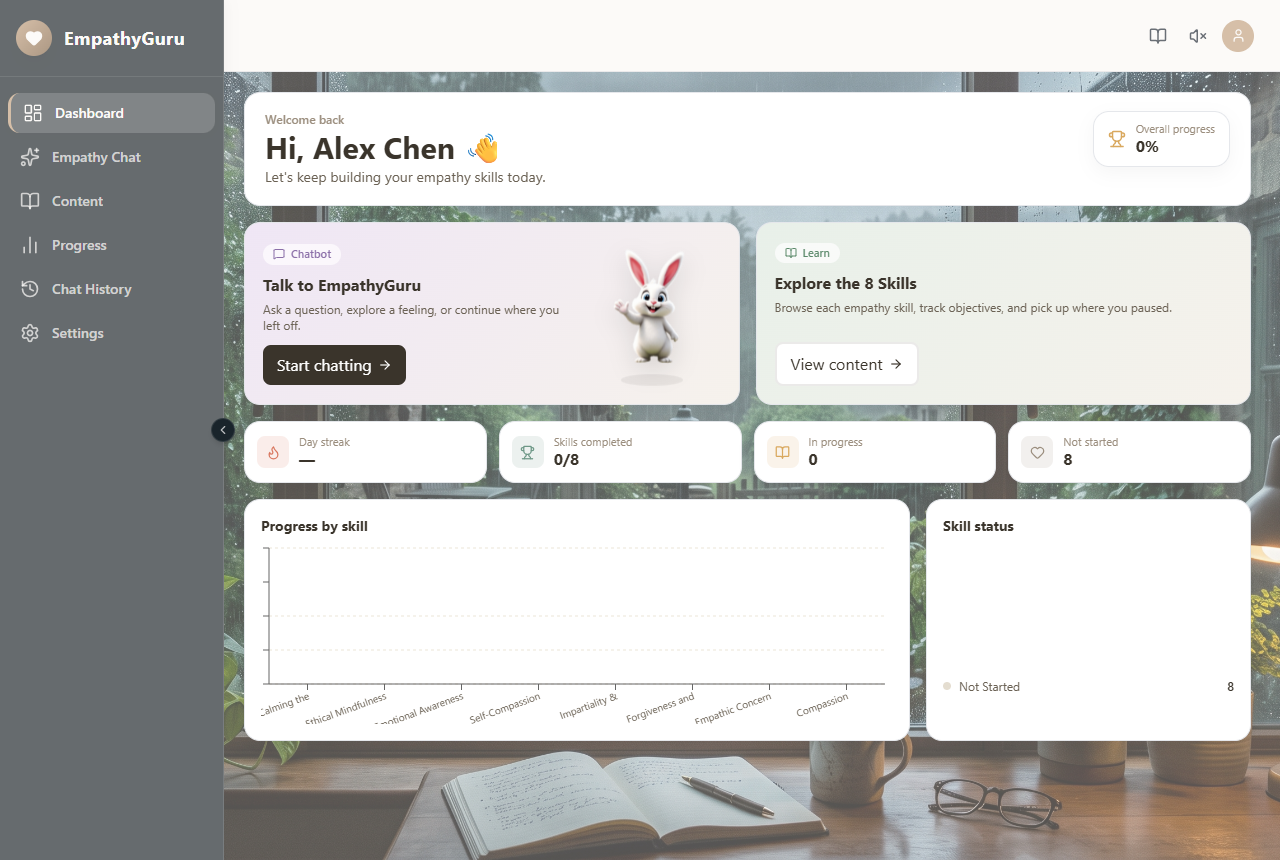 EmpathyGuru
Dashboard
Empathy Chat
Content
Progress
Chat History
Settings
Welcome back
Hi, Alex Chen 👋
Let's keep building your empathy skills today.
Overall progress
0%
Chatbot
Talk to EmpathyGuru
Ask a question, explore a feeling, or continue where you
left off.
Start chatting →
Learn
Explore the 8 Skills
Browse each empathy skill, track objectives, and pick up where you paused.
View content →
Day streak
—
Skills completed
0/8
In progress
0
Not started
8
Progress by skill
Calming the
Ethical Mindfulness
otional Awareness
Self-Compassion
Impartiality &
Forgiveness and
Empathic Concern
Compassion
Skill status
Not Started
8